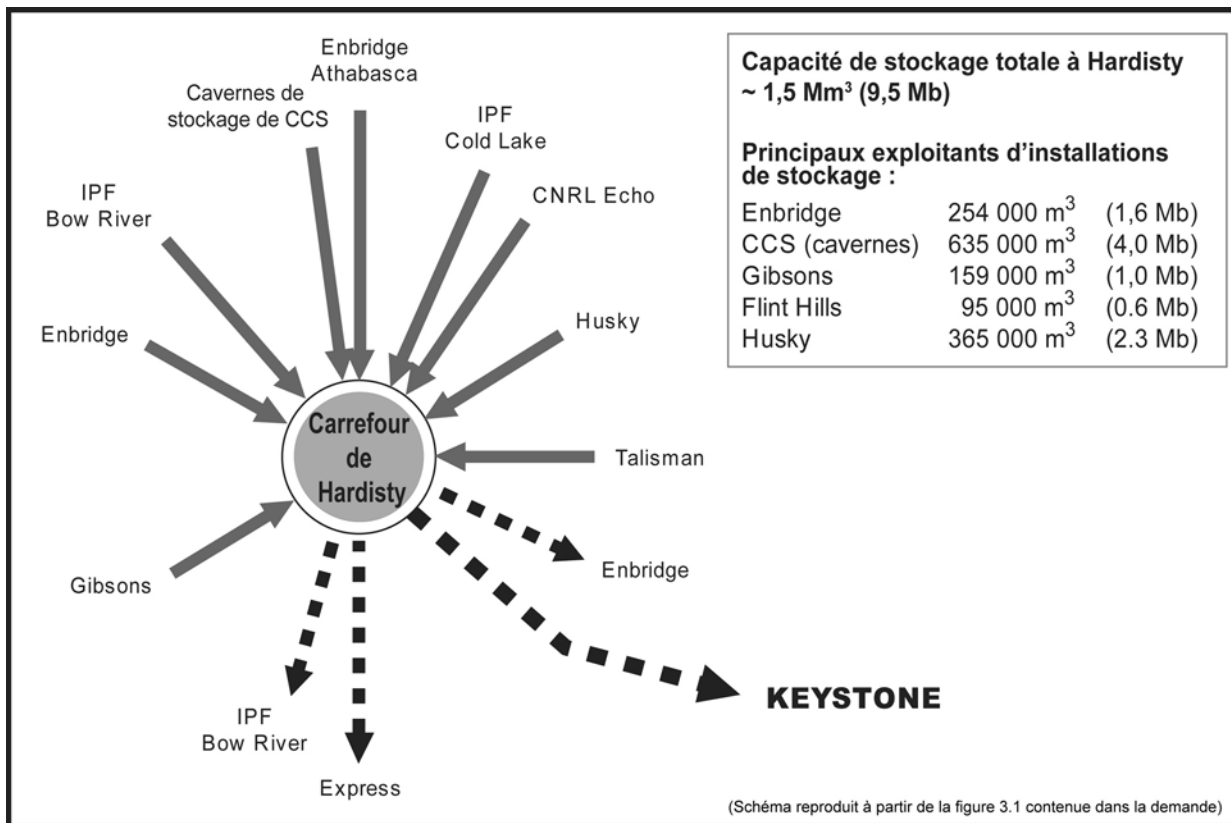 Enbridge
Athabasca
Cavernes de
stockage de CCS
IPF
Cold Lake
IPF
Bow River
CNRL Echo
Enbridge
Husky
Carrefour
de
Hardisty
Talisman
Gibsons
Enbridge
KEYSTONE
IPF
Bow River
Express
Capacité de stockage totale à Hardisty
~ 1,5 Mm³ (9,5 Mb)
Principaux exploitants d'installations
de stockage :
Enbridge 254 000 m³ (1,6 Mb)
CCS (cavernes) 635 000 m³ (4,0 Mb)
Gibsons 159 000 m³ (1,0 Mb)
Flint Hills 95 000 m³ (0.6 Mb)
Husky 365 000 m³ (2.3 Mb)
(Schéma reproduit à partir de la figure 3.1 contenue dans la demande)